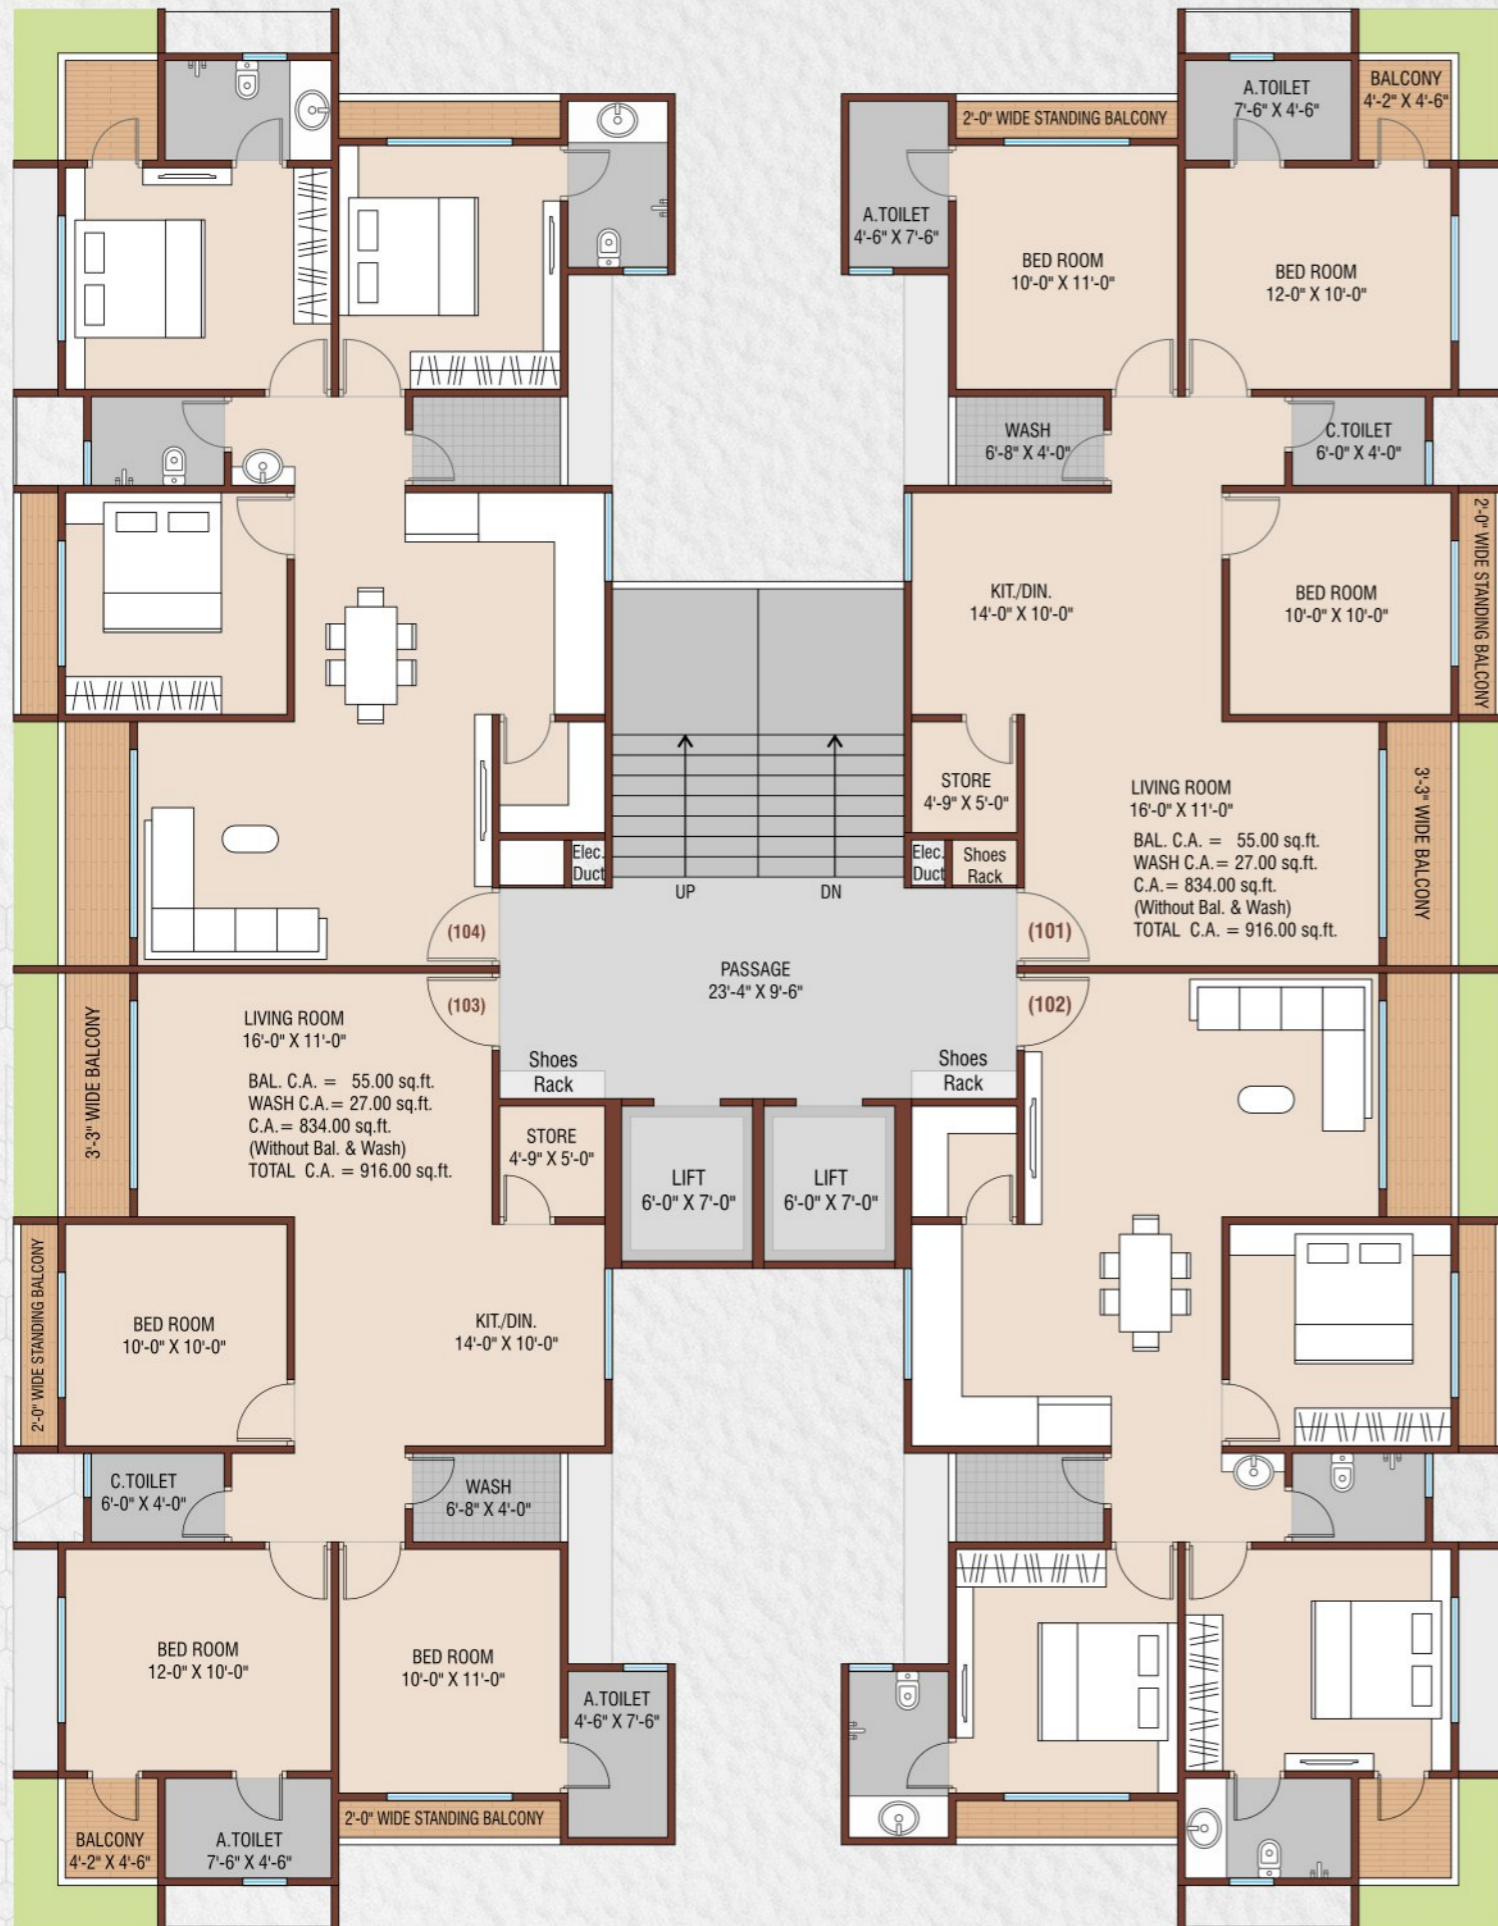 A.TOILET
7'-6" X 4'-6"
BALCONY
4'-2" X 4'-6"
2'-0" WIDE STANDING BALCONY
A.TOILET
4'-6" X 7'-6"
BED ROOM
10'-0" X 11'-0"
BED ROOM
12-0" X 10'-0"
WASH
6'-8" X 4'-0"
C.TOILET
6'-0" X 4'-0"
2'-0" WIDE STANDING BALCONY
KIT./DIN.
14'-0" X 10'-0"
BED ROOM
10'-0" X 10'-0"
STORE
4'-9" X 5'-0"
LIVING ROOM
16'-0" X 11'-0"
BAL. C.A. = 55.00 sq.ft.
WASH C.A.= 27.00 sq.ft.
C.A.= 834.00 sq.ft.
(Without Bal. & Wash)
TOTAL C.A. = 916.00 sq.ft.
3'-3" WIDE BALCONY
Elec.
Duct
Elec.
Duct
Shoes
Rack
UP
DN
(104)
(101)
PASSAGE
23'-4" X 9'-6"
(103)
(102)
Shoes
Rack
Shoes
Rack
3'-3" WIDE BALCONY
LIVING ROOM
16'-0" X 11'-0"
BAL. C.A. = 55.00 sq.ft.
WASH C.A.= 27.00 sq.ft.
C.A.= 834.00 sq.ft.
(Without Bal. & Wash)
TOTAL C.A. = 916.00 sq.ft.
STORE
4'-9" X 5'-0"
LIFT
6'-0" X 7'-0"
LIFT
6'-0" X 7'-0"
2'-0" WIDE STANDING BALCONY
BED ROOM
10'-0" X 10'-0"
KIT./DIN.
14'-0" X 10'-0"
C.TOILET
6'-0" X 4'-0"
WASH
6'-8" X 4'-0"
BED ROOM
12-0" X 10'-0"
BED ROOM
10'-0" X 11'-0"
A.TOILET
4'-6" X 7'-6"
2'-0" WIDE STANDING BALCONY
BALCONY
4'-2" X 4'-6"
A.TOILET
7'-6" X 4'-6"